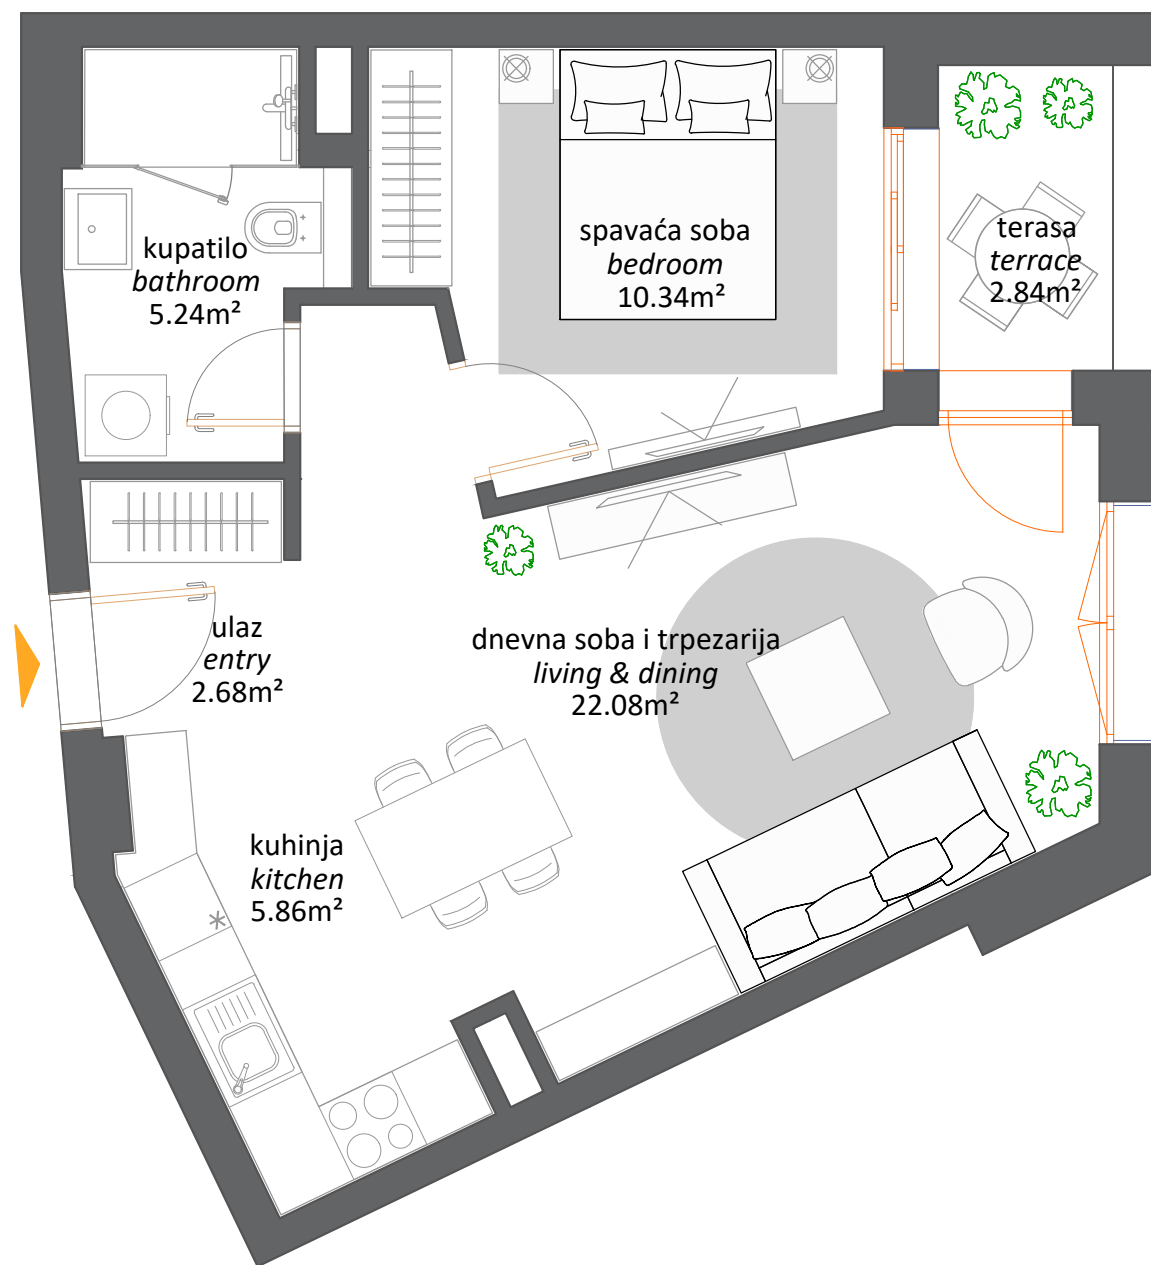 kupatilo
bathroom
5.24m²
spavaća soba
bedroom
10.34m²
terasa
terrace
2.84m²
ulaz
entry
2.68m²
dnevna soba i trpezarija
living & dining
22.08m²
kuhinja
kitchen
5.86m²